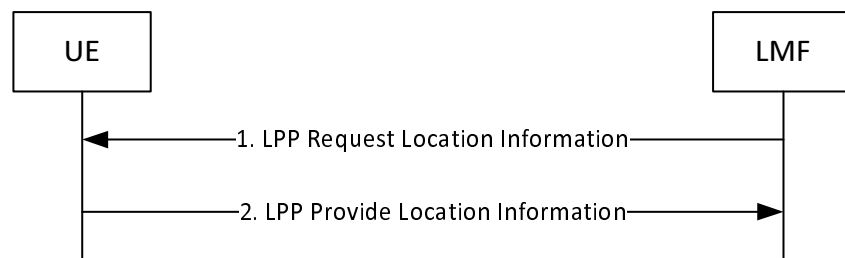 UE
LMF
1. LPP Request Location Information
2. LPP Provide Location Information